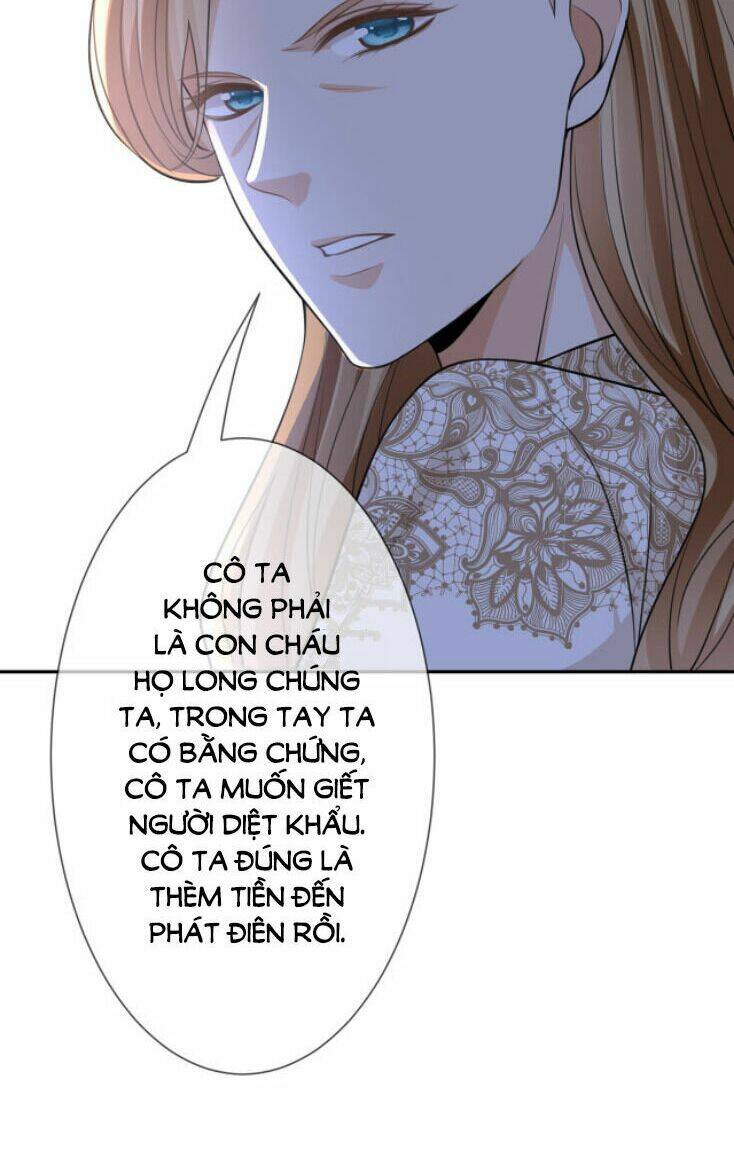 CÔ TA
KHÔNG PHẢI
LÀ CON CHÁU
HỌ LONG CHÚNG
TA, TRONG TAY TA
CÓ BẰNG CHỨNG,
CÔ TA MUỐN GIẾT
NGƯỜI DIỆT KHẨU.
CÔ TA ĐÚNG LÀ
THÈM TIỀN ĐẾN
PHÁT ĐIÊN RỒI.